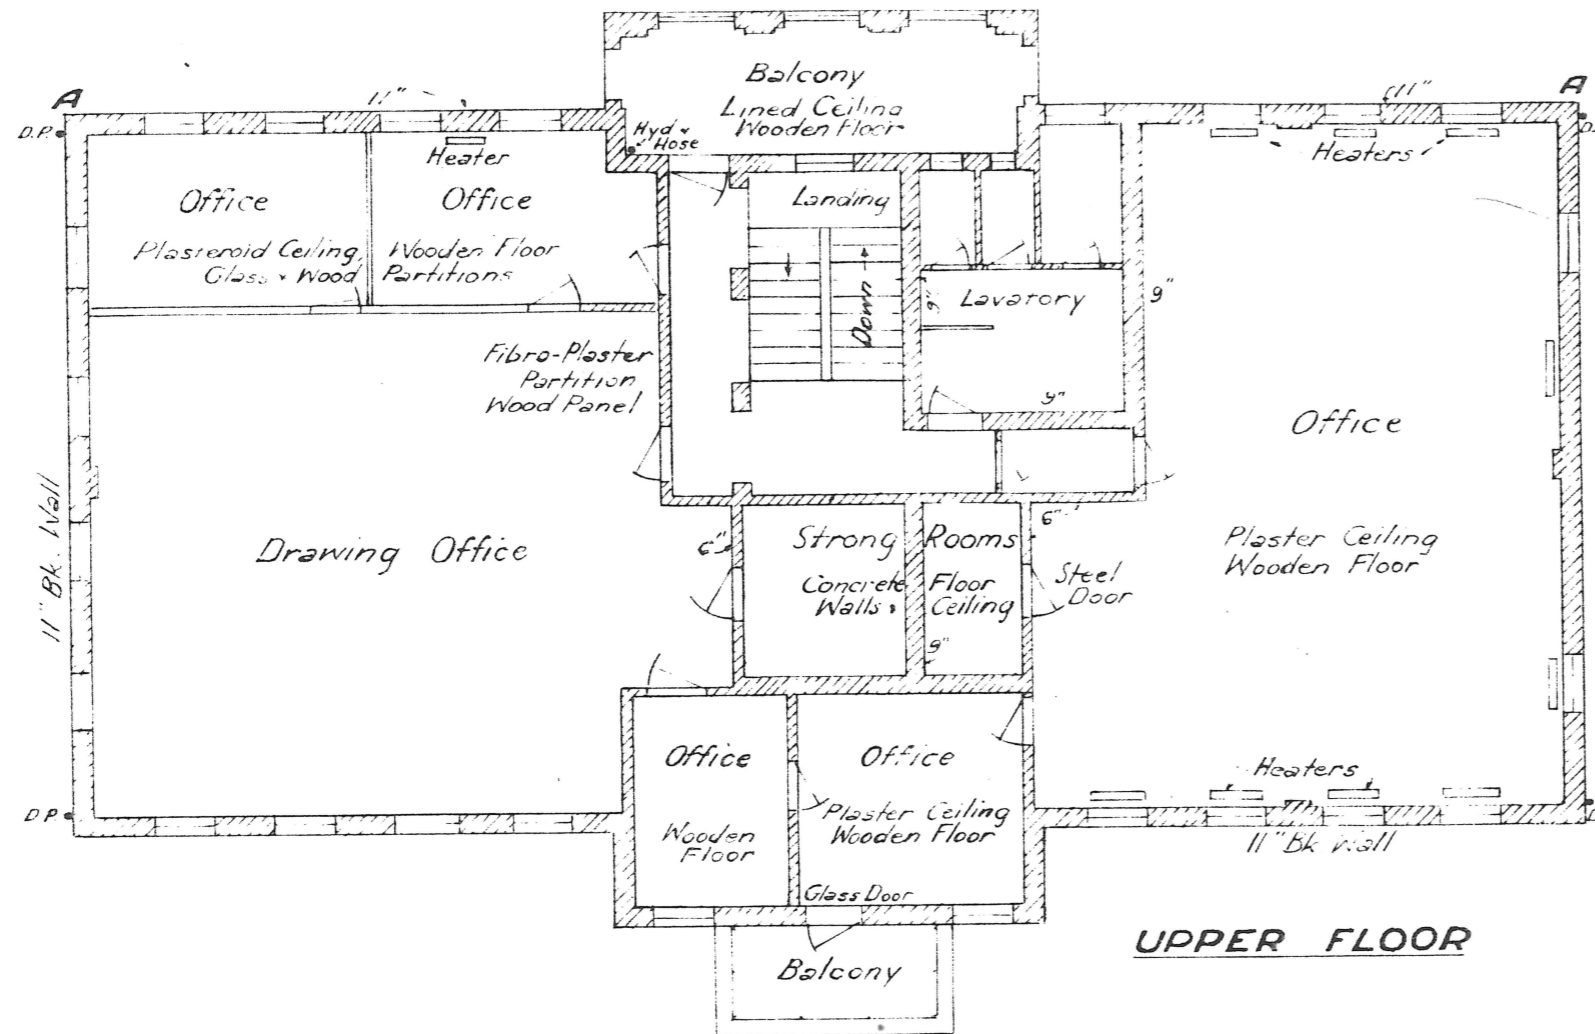 Balcony
Lined Ceiling
Wooden Floor
A
11"
A
11"
D.P.
Hyd &
Hose
D.
Heater
Heaters
Office
Office
Landing
Plasteroid Ceiling,
Glass & Wood
Wooden Floor
Partitions
Down
9"
Lavatory
9"
Fibro-Plaster
Partition
Wood Panel
9"
Office
11" Bk. Wall
Drawing Office
6"
Strong Rooms
Concrete Floor
Walls & Ceiling
9"
6"
Steel
Door
Plaster Ceiling
Wooden Floor
Office
Wooden
Floor
Office
Plaster Ceiling
Wooden Floor
Heaters
D.P.
11" Bk Wall
Glass Door
UPPER FLOOR
Balcony